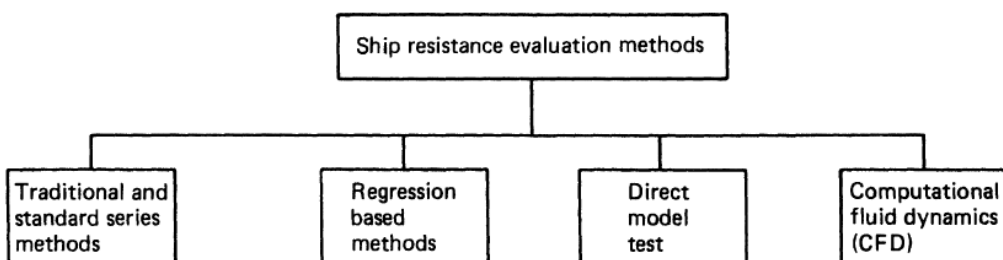 Ship resistance evaluation methods
Traditional and
standard series
methods
Regression
based
methods
Direct
model
test
Computational
fluid dynamics
(CFD)